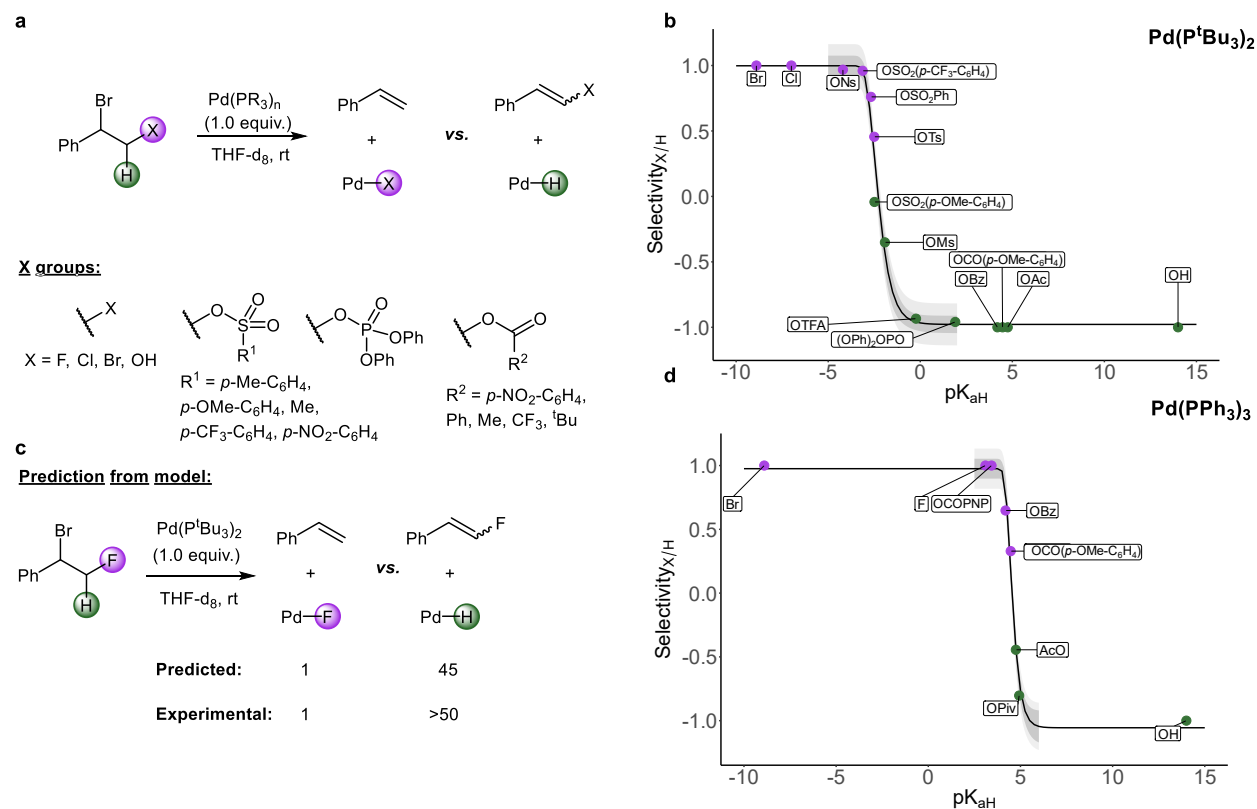 a
Br
X
Ph
H
Pd(PR3)n
(1.0 equiv.)
THF-d8, rt
Ph
+
Pd X
vs.
Ph X
+
Pd H
X groups:
X
X = F, Cl, Br, OH
O O
S O
R1
R1 = p-Me-C6H4,
p-OMe-C6H4, Me,
p-CF3-C6H4, p-NO2-C6H4
O O
P OPh
OPh
O O
R2
R2 = p-NO2-C6H4,
Ph, Me, CF3, tBu
b
Pd(PtBu3)2
SelectivityX/H
1.0
0.5
0.0
-0.5
-1.0
Br
Cl
ONs
OSO2(p-CF3-C6H4)
OSO2Ph
OTs
OSO2(p-OMe-C6H4)
OMs
OCO(p-OMe-C6H4)
OBz
OAc
OH
OTFA
(OPh)2OPO
-10 -5 0 5 10 15
pKaH
c
Prediction from model:
Br
F
Ph
H
Pd(PtBu3)2
(1.0 equiv.)
THF-d8, rt
Ph
+
Pd F
vs.
Ph F
+
Pd H
Predicted: 1 45
Experimental: 1 >50
d
Pd(PPh3)3
SelectivityX/H
1.0
0.5
0.0
-0.5
-1.0
Br
F
OCOPNP
OBz
OCO(p-OMe-C6H4)
AcO
OPiv
OH
-10 -5 0 5 10 15
pKaH